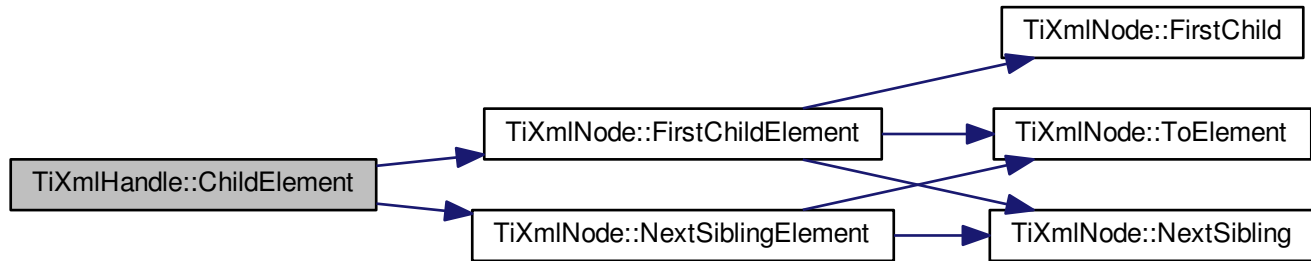 TiXmlHandle::ChildElement
TiXmlNode::FirstChildElement
TiXmlNode::NextSiblingElement
TiXmlNode::FirstChild
TiXmlNode::ToElement
TiXmlNode::NextSibling